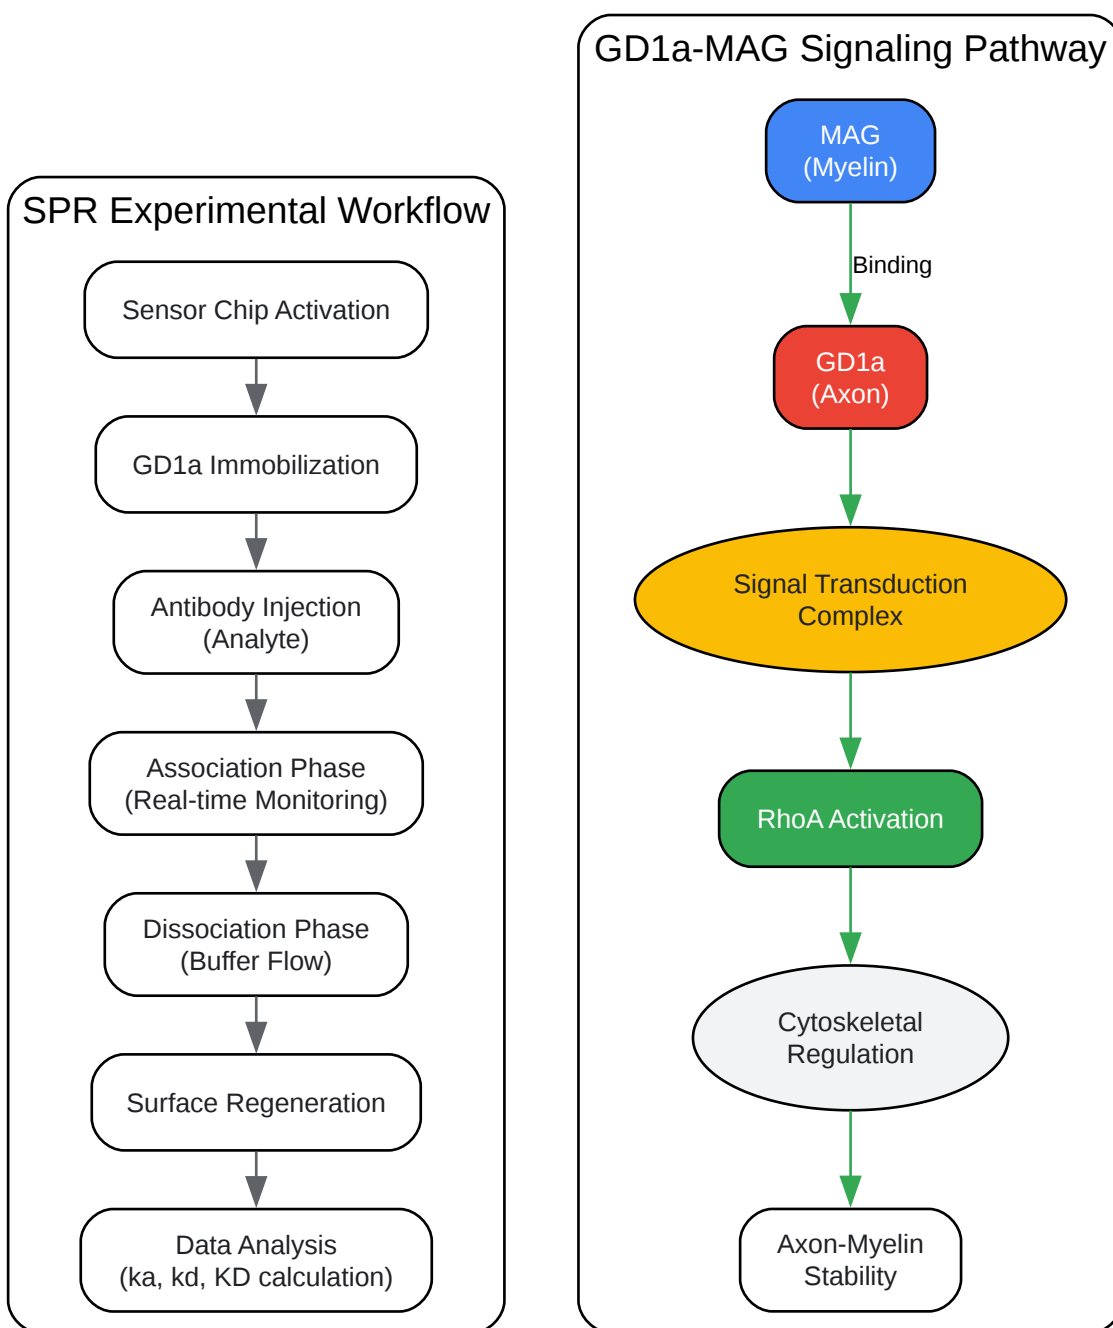 SPR Experimental Workflow
Sensor Chip Activation
GD1a Immobilization
Antibody Injection
(Analyte)
Association Phase
(Real-time Monitoring)
Dissociation Phase
(Buffer Flow)
Surface Regeneration
Data Analysis
(ka, kd, KD calculation)
GD1a-MAG Signaling Pathway
MAG
(Myelin)
Binding
GD1a
(Axon)
Signal Transduction
Complex
RhoA Activation
Cytoskeletal
Regulation
Axon-Myelin
Stability